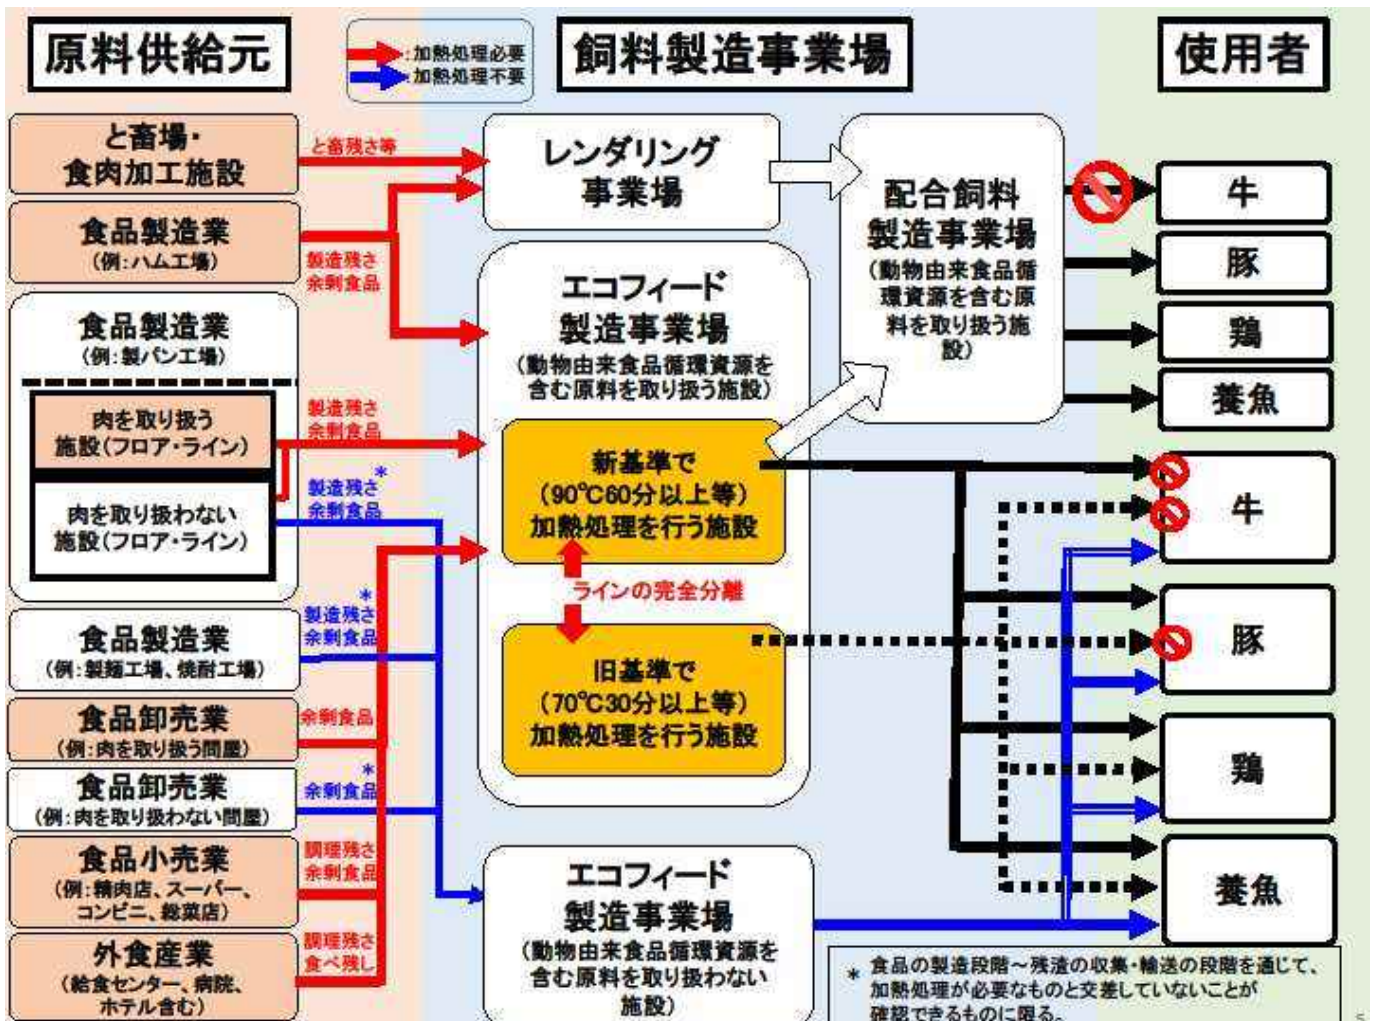 原料供給元
:加熱処理必要
:加熱処理不要
飼料製造事業場
使用者
と畜場・
食肉加工施設
と畜残さ等
食品製造業
(例:ハム工場)
製造残さ
余剰食品
食品製造業
(例:製パン工場)
肉を取り扱う
施設(フロア・ライン)
製造残さ
余剰食品
肉を取り扱わない
施設(フロア・ライン)
*
製造残さ
余剰食品
食品製造業
(例:製麺工場、焼酎工場)
*
製造残さ
余剰食品
食品卸売業
(例:肉を取り扱う問屋)
余剰食品
食品卸売業
(例:肉を取り扱わない問屋)
*
余剰食品
食品小売業
(例:精肉店、スーパー、
コンビニ、総菜店)
調理残さ
余剰食品
外食産業
(給食センター、病院、
ホテル含む)
調理残さ
食べ残し
レンダリング
事業場
エコフィード
製造事業場
(動物由来食品循環資源を
含む原料を取り扱う施設)
新基準で
(90℃60分以上等)
加熱処理を行う施設
ラインの完全分離
旧基準で
(70℃30分以上等)
加熱処理を行う施設
エコフィード
製造事業場
(動物由来食品循環資源を
含む原料を取り扱わない
施設)
配合飼料
製造事業場
(動物由来食品循
環資源を含む原
料を取り扱う施
設)
牛
豚
鶏
養魚
牛
豚
鶏
養魚
* 食品の製造段階~残渣の収集・輸送の段階を通じて、
加熱処理が必要なものと交差していないことが
確認できるものに限る。
5